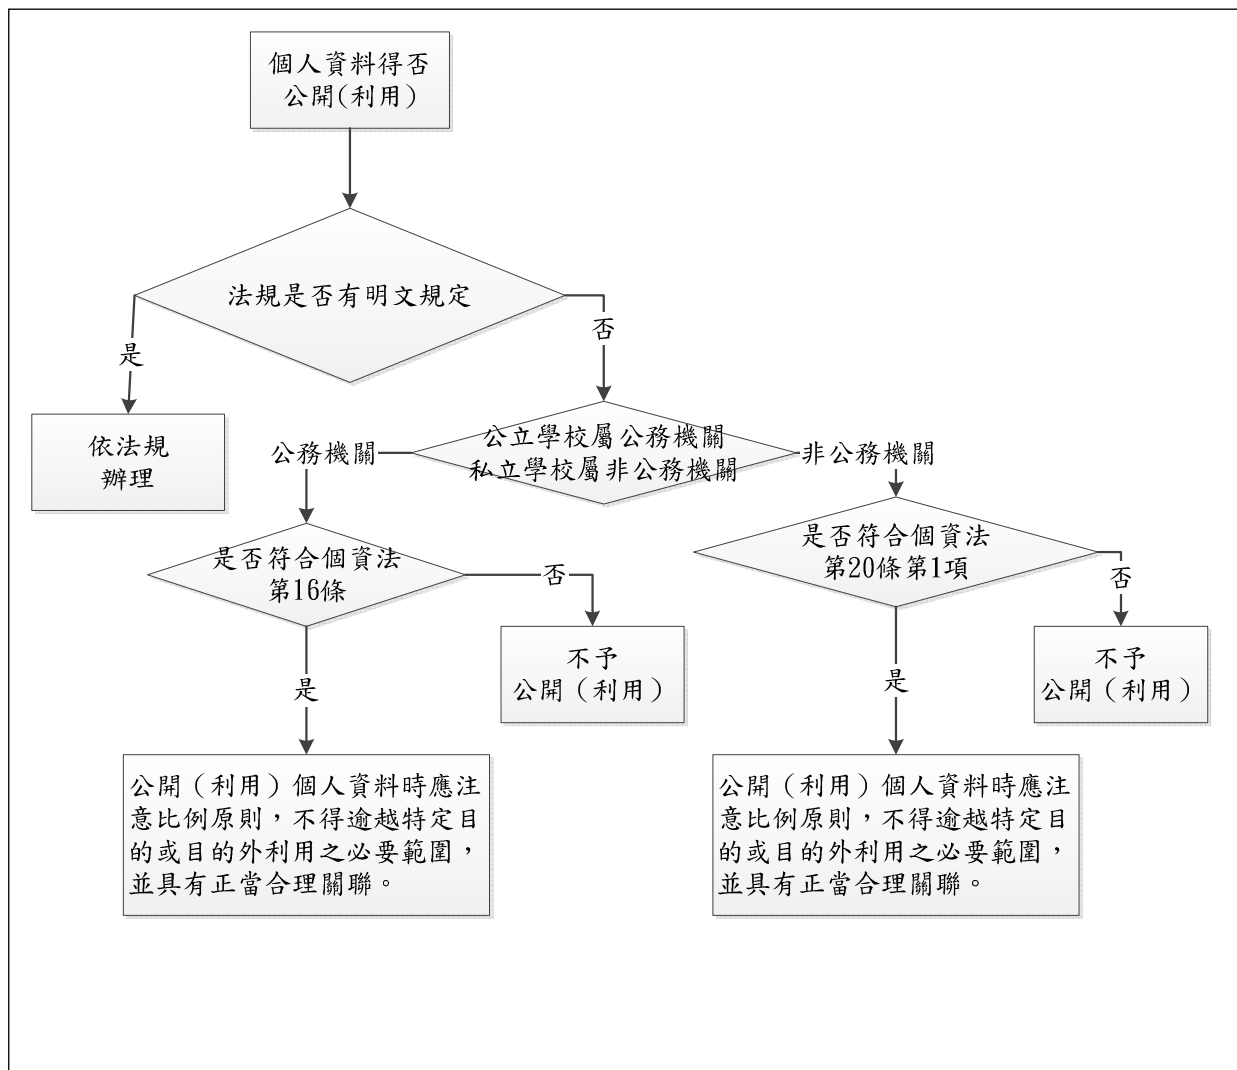 個人資料得否
公開(利用)
法規是否有明文規定
是
否
依法規
辦理
公立學校屬公務機關
私立學校屬非公務機關
公務機關
非公務機關
是否符合個資法
第16條
否
是否符合個資法
第20條第1項
否
不予
公開（利用）
不予
公開（利用）
是
是
公開（利用）個人資料時應注
意比例原則，不得逾越特定目
的或目的外利用之必要範圍，
並具有正當合理關聯。
公開（利用）個人資料時應注
意比例原則，不得逾越特定目
的或目的外利用之必要範圍，
並具有正當合理關聯。